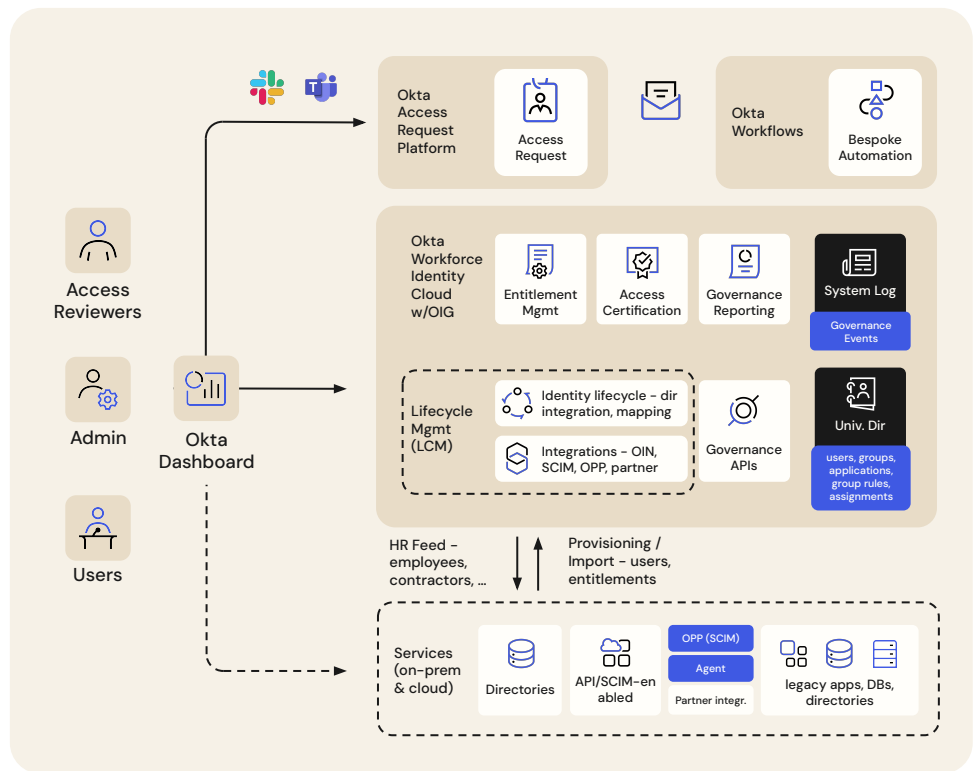 Okta
Access
Request
Platform
Access
Request
Okta
Workflows
Bespoke
Automation
T
Access
Reviewers
Admin
Users
Okta
Dashboard
Okta
Workforce
Identity
Cloud
w/OIG
Entitlement
Mgmt
Access
Certification
Governance
Reporting
System Log
Governance
Events
Lifecycle
Mgmt
(LCM)
Identity lifecycle - dir
integration, mapping
Integrations - OIN,
SCIM, OPP, partner
Governance
APIs
Univ. Dir
users, groups,
applications,
group rules,
assignments
HR Feed -
employees,
contractors, ...
Provisioning /
Import - users,
entitlements
Services
(on-prem
& cloud)
Directories
API/SCIM-en
abled
OPP (SCIM)
Agent
Partner integr.
legacy apps, DBs,
directories